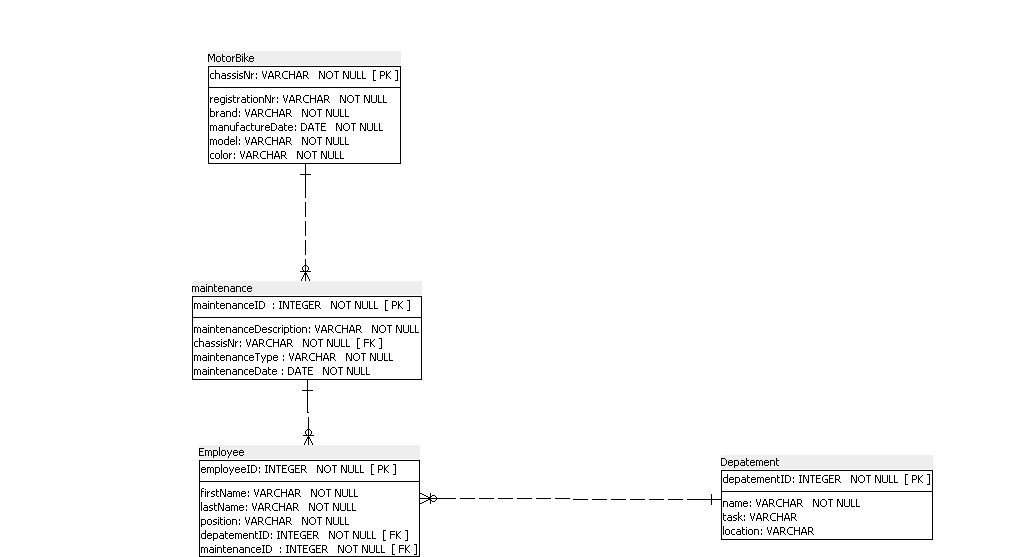 MotorBike
chassisNr: VARCHAR NOT NULL [ PK ]
registrationNr: VARCHAR NOT NULL
brand: VARCHAR NOT NULL
manufactureDate: DATE NOT NULL
model: VARCHAR NOT NULL
color: VARCHAR NOT NULL
maintenance
maintenanceID : INTEGER NOT NULL [ PK ]
maintenanceDescription: VARCHAR NOT NULL
chassisNr: VARCHAR NOT NULL [ FK ]
maintenanceType : VARCHAR NOT NULL
maintenanceDate : DATE NOT NULL
Employee
employeeID: INTEGER NOT NULL [ PK ]
firstName: VARCHAR NOT NULL
lastName: VARCHAR NOT NULL
position: VARCHAR NOT NULL
depatementID: INTEGER NOT NULL [ FK ]
maintenanceID : INTEGER NOT NULL [ FK ]
Depatement
depatementID: INTEGER NOT NULL [ PK ]
name: VARCHAR NOT NULL
task: VARCHAR
location: VARCHAR